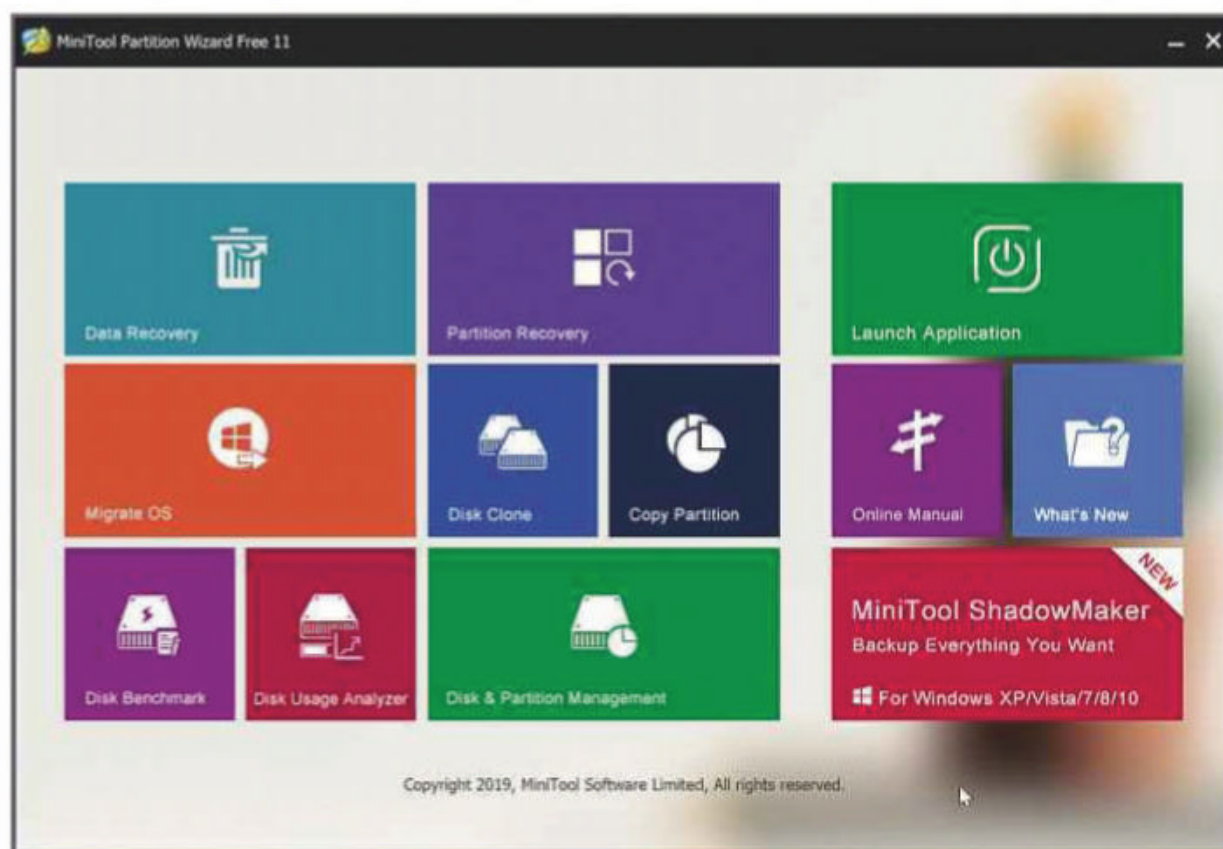 MiniTool Partition Wizard Free 11
Data Recovery
Partition Recovery
Launch Application
Migrate OS
Disk Clone
Copy Partition
Online Manual
What's New
Disk Benchmark
Disk Usage Analyzer
Disk & Partition Management
NEW
MiniTool ShadowMaker
Backup Everything You Want
For Windows XP/Vista/7/8/10
Copyright 2019, MiniTool Software Limited, All rights reserved.